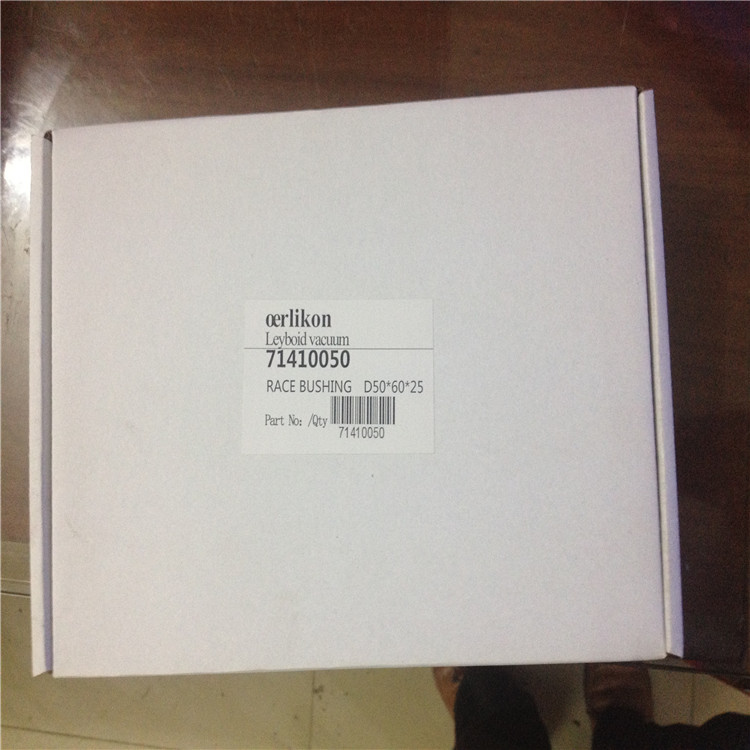 œrlikon
Leyboid vacuum
71410050
RACE BUSHING D50*60*25
Part No: /Qty
71410050